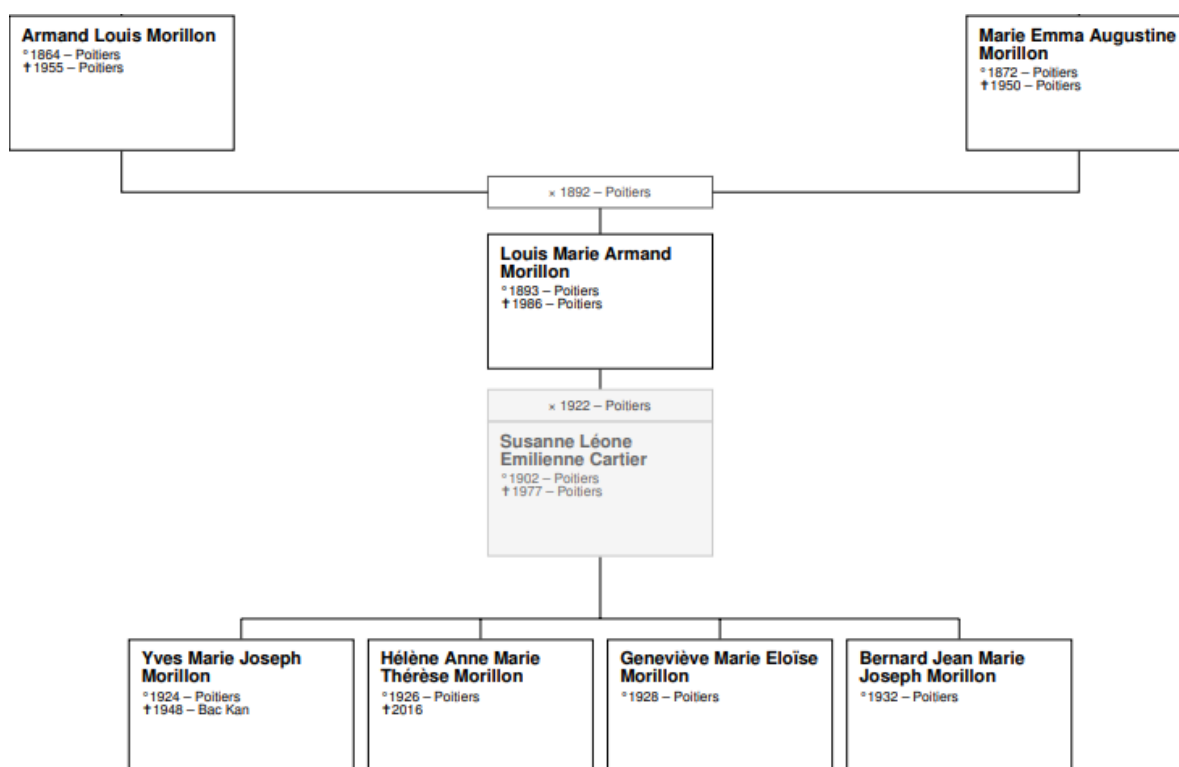 Armand Louis Morillon
°1864 – Poitiers
✝1955 – Poitiers
Marie Emma Augustine
Morillon
°1872 – Poitiers
✝1950 – Poitiers
× 1892 – Poitiers
Louis Marie Armand
Morillon
°1893 – Poitiers
✝1986 – Poitiers
× 1922 – Poitiers
Susanne Léone
Emilienne Cartier
°1902 – Poitiers
✝1977 – Poitiers
Yves Marie Joseph
Morillon
°1924 – Poitiers
✝1948 – Bac Kan
Hélène Anne Marie
Thérèse Morillon
°1926 – Poitiers
✝2016
Geneviève Marie Eloïse
Morillon
°1928 – Poitiers
Bernard Jean Marie
Joseph Morillon
°1932 – Poitiers